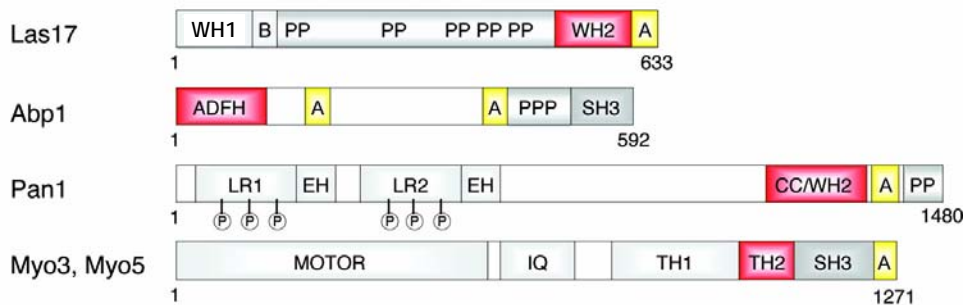 Las17 WH1 B PP PP PP PP PP WH2 A
1 633
Abp1 ADFH A A PPP SH3
1 592
Pan1 LR1 EH LR2 EH CC/WH2 A PP
P P P P P P
1 1480
Myo3, Myo5 MOTOR IQ TH1 TH2 SH3 A
1 1271